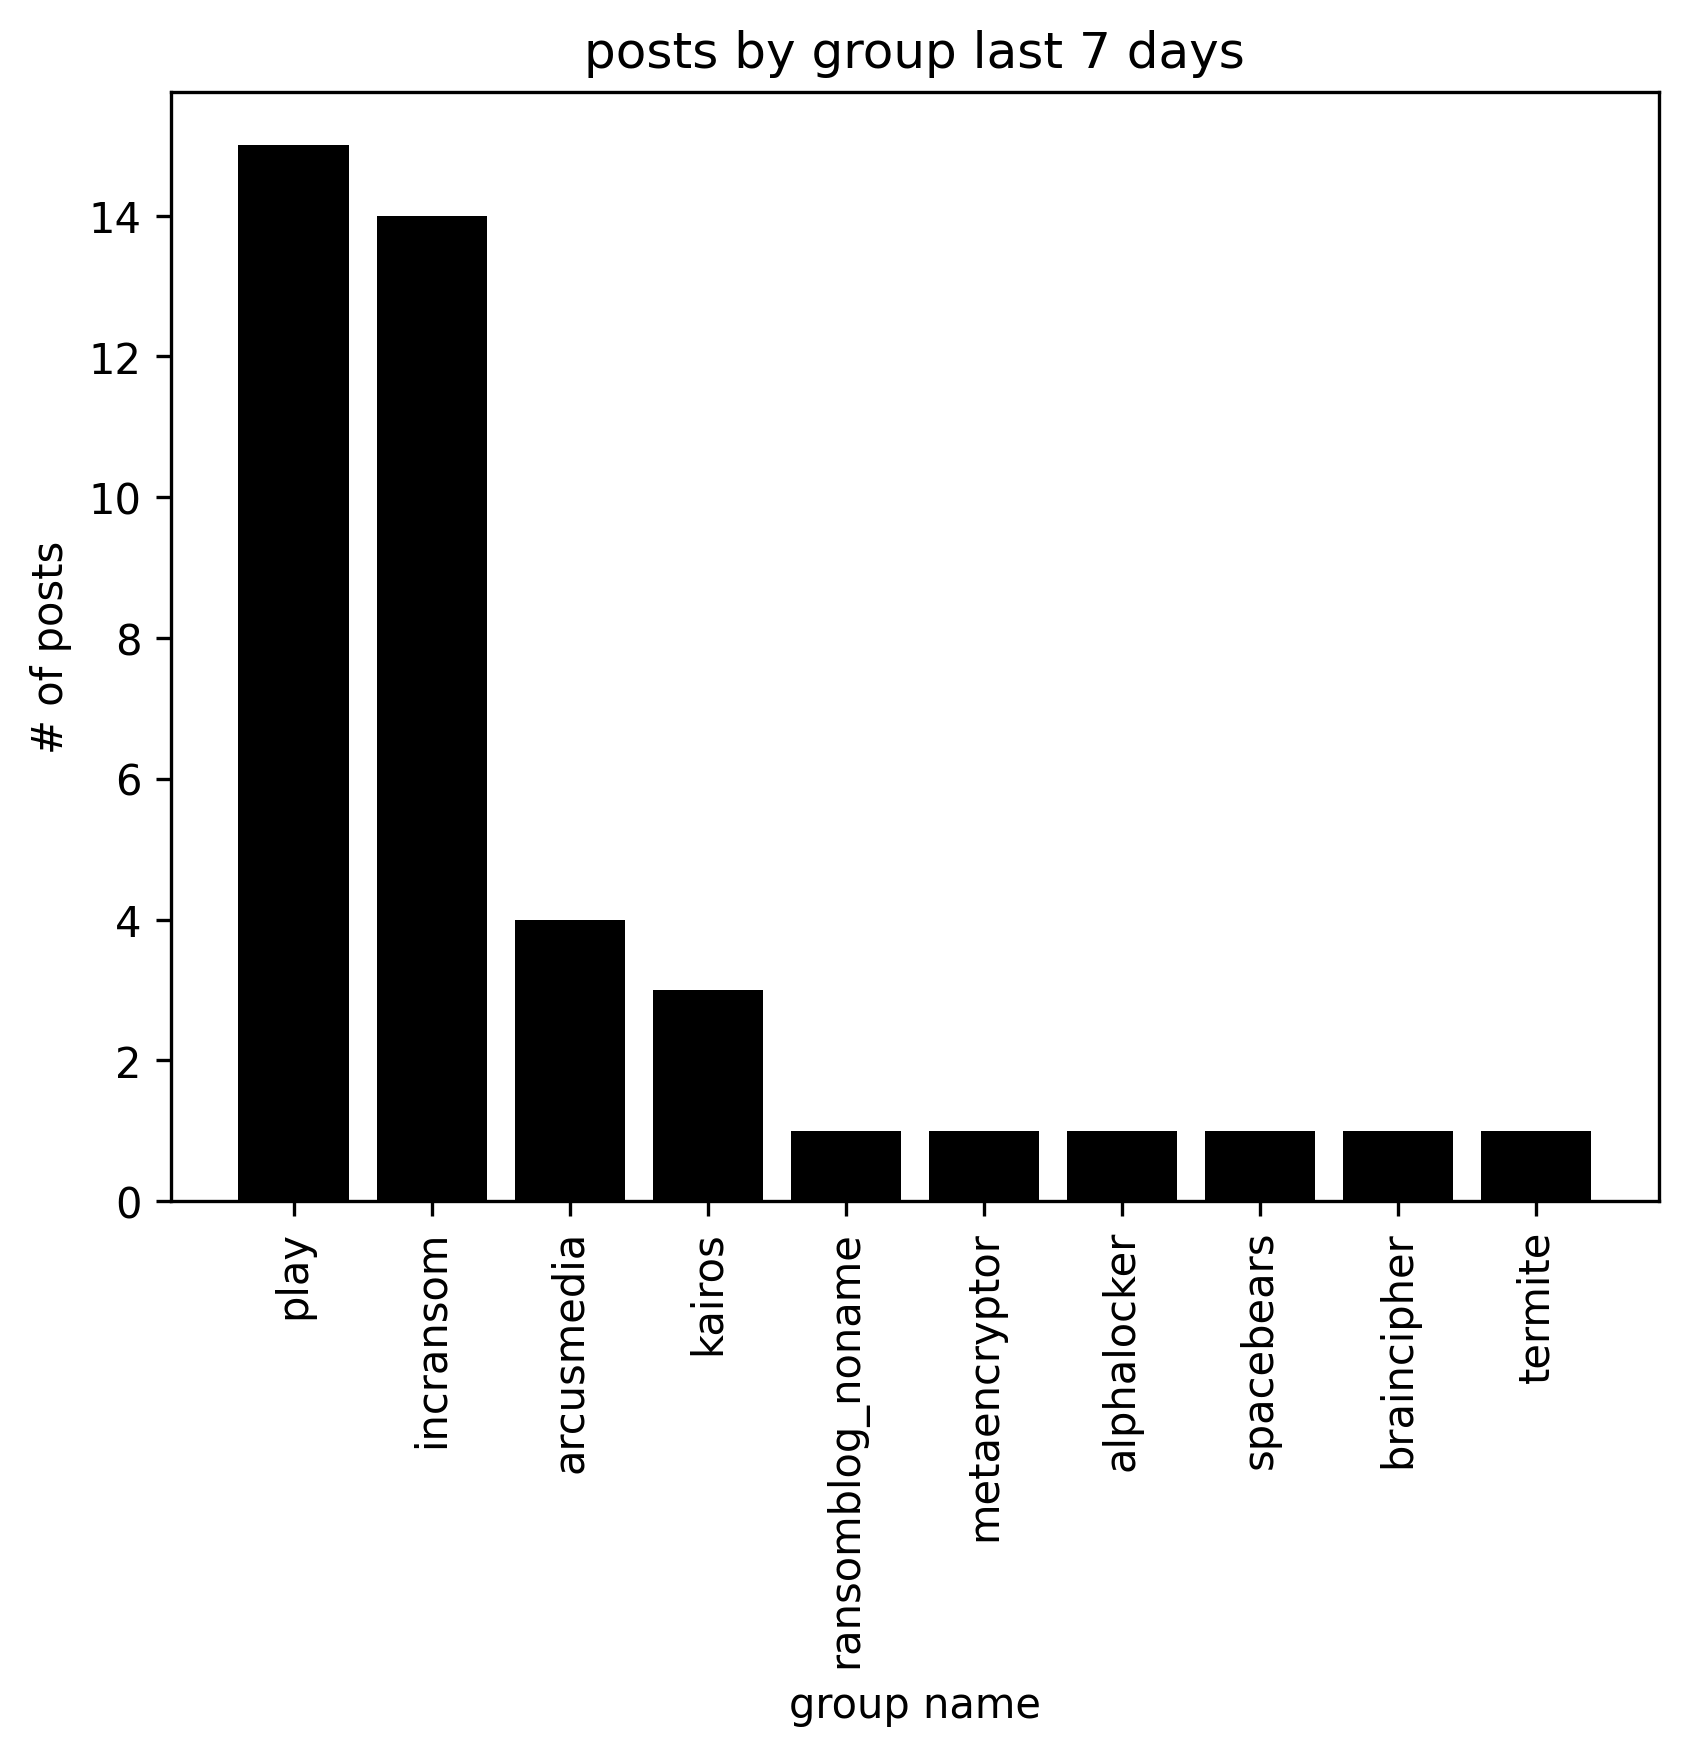 posts by group last 7 days
# of posts
14
12
10
8
6
4
2
0
play
incransom
arcusmedia
kairos
ransomblog_noname
metaencryptor
alphalocker
spacebears
braincipher
termite
group name